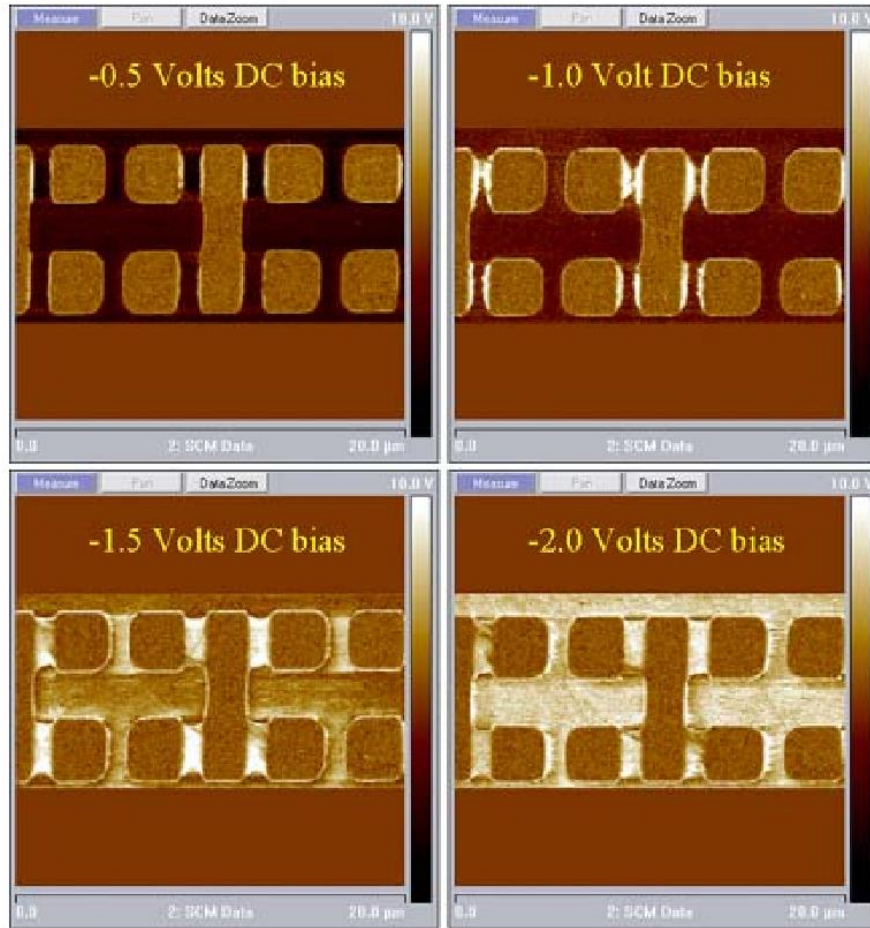 Measure Pan Data Zoom 10.0 V
-0.5 Volts DC bias
0.0 2: SCM Data 20.0 µm
Measure Pan Data Zoom 10.0 V
-1.0 Volt DC bias
0.0 2: SCM Data 20.0 µm
Measure Pan Data Zoom 10.0 V
-1.5 Volts DC bias
0.0 2: SCM Data 20.0 µm
Measure Pan Data Zoom 10.0 V
-2.0 Volts DC bias
0.0 2: SCM Data 20.0 µm